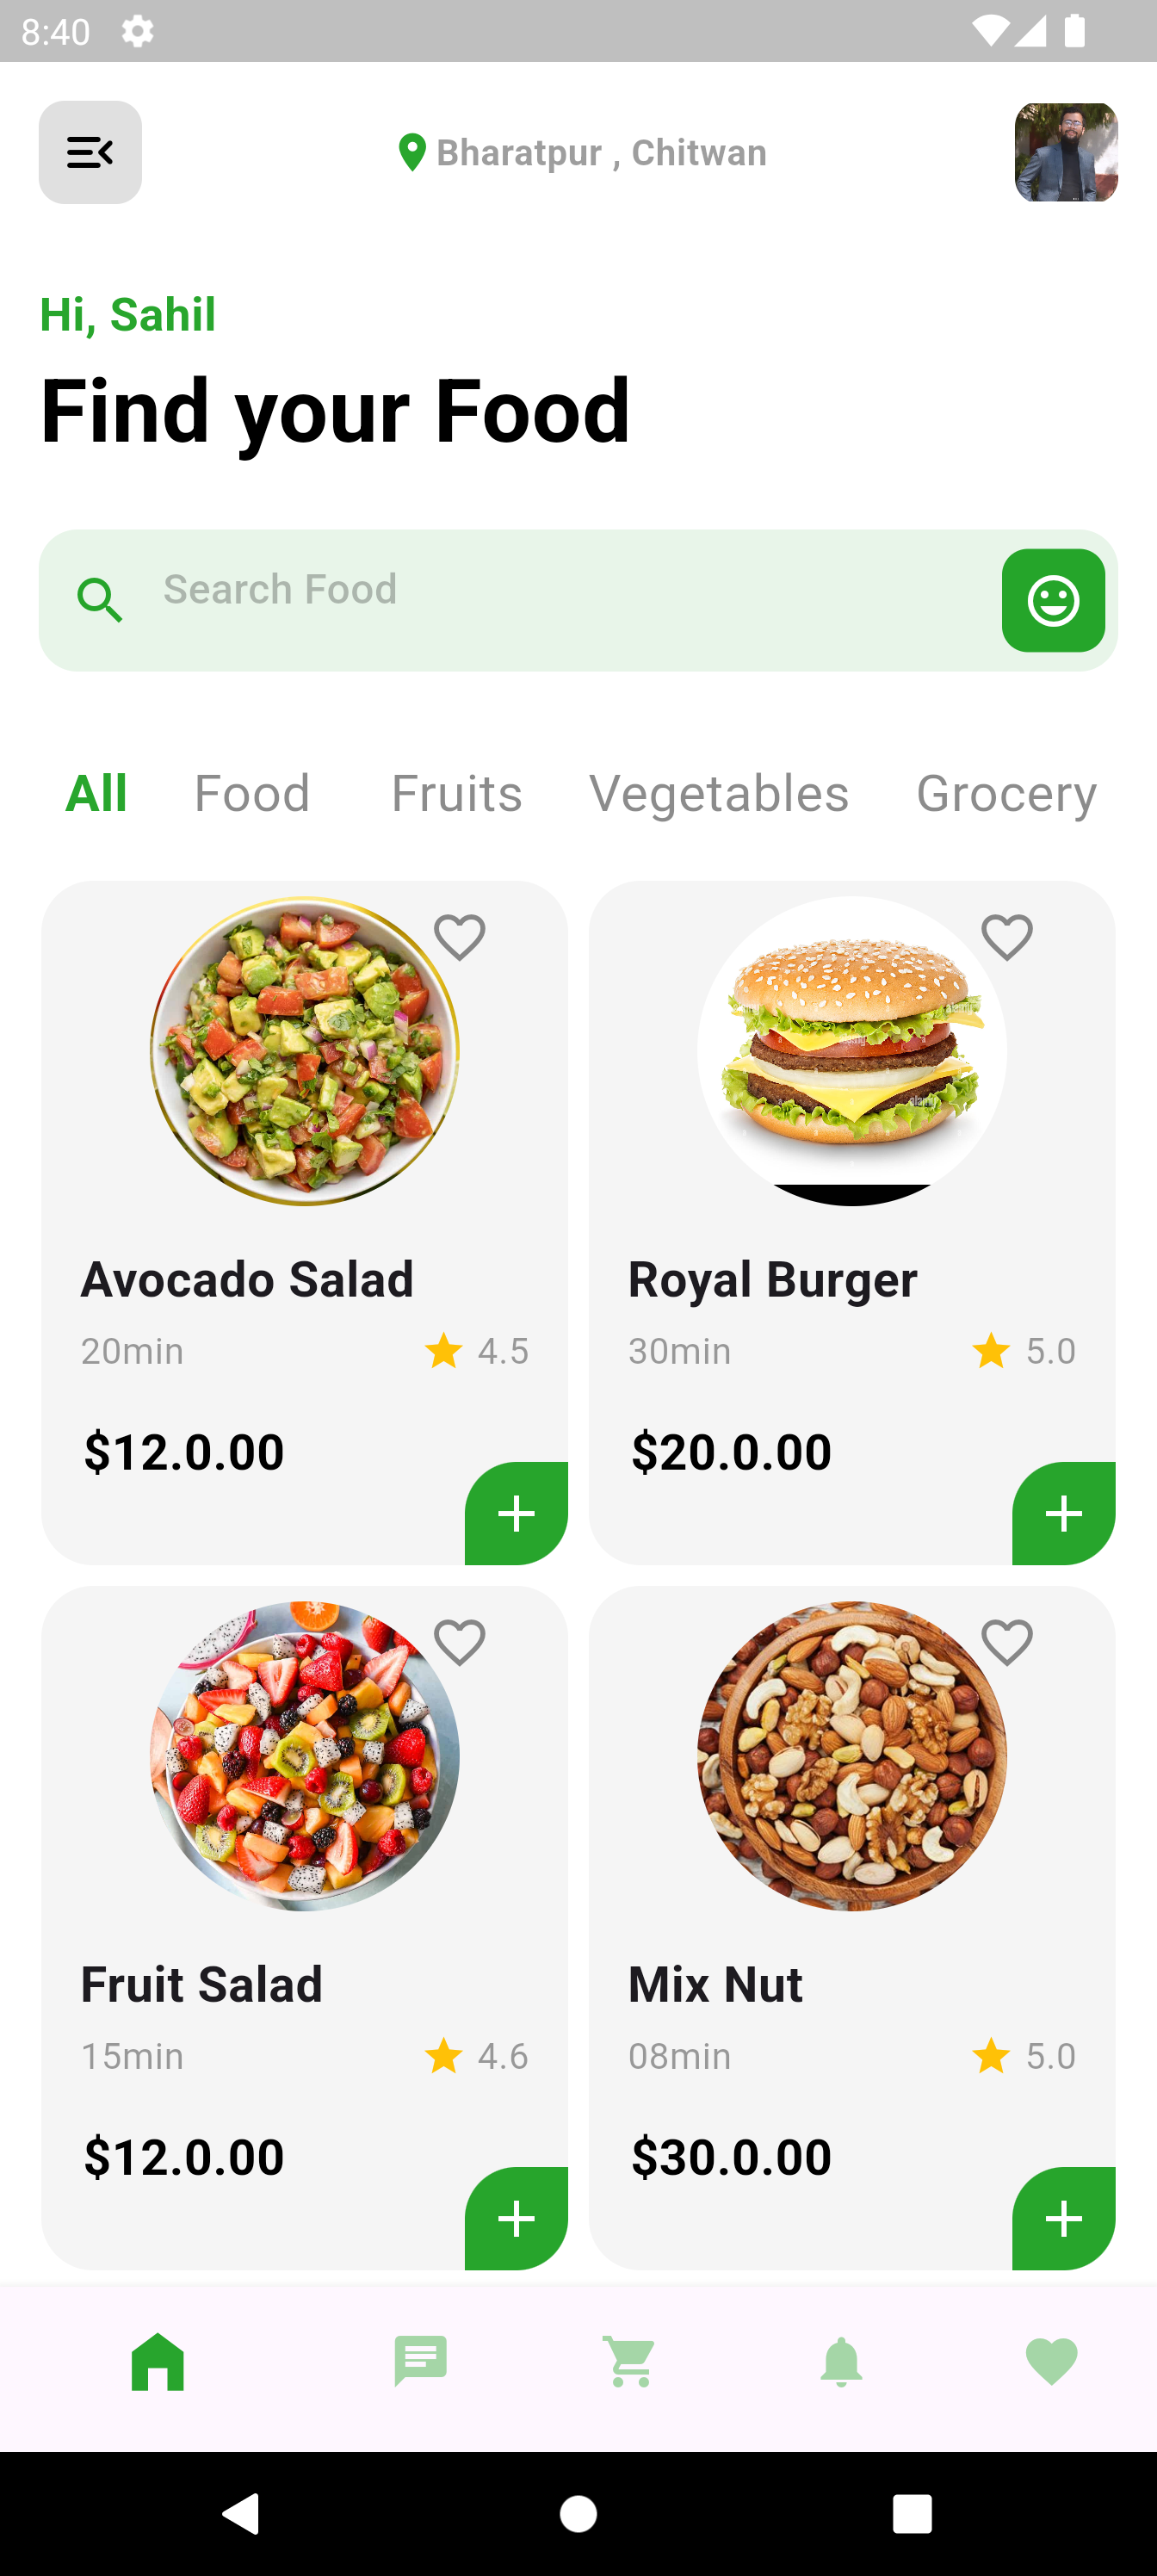 8:40
Bharatpur , Chitwan
Hi, Sahil
Find your Food
Search Food
All Food Fruits Vegetables Grocery
Avocado Salad
20min 4.5
$12.0.00
Royal Burger
30min 5.0
$20.0.00
Fruit Salad
15min 4.6
$12.0.00
Mix Nut
08min 5.0
$30.0.00